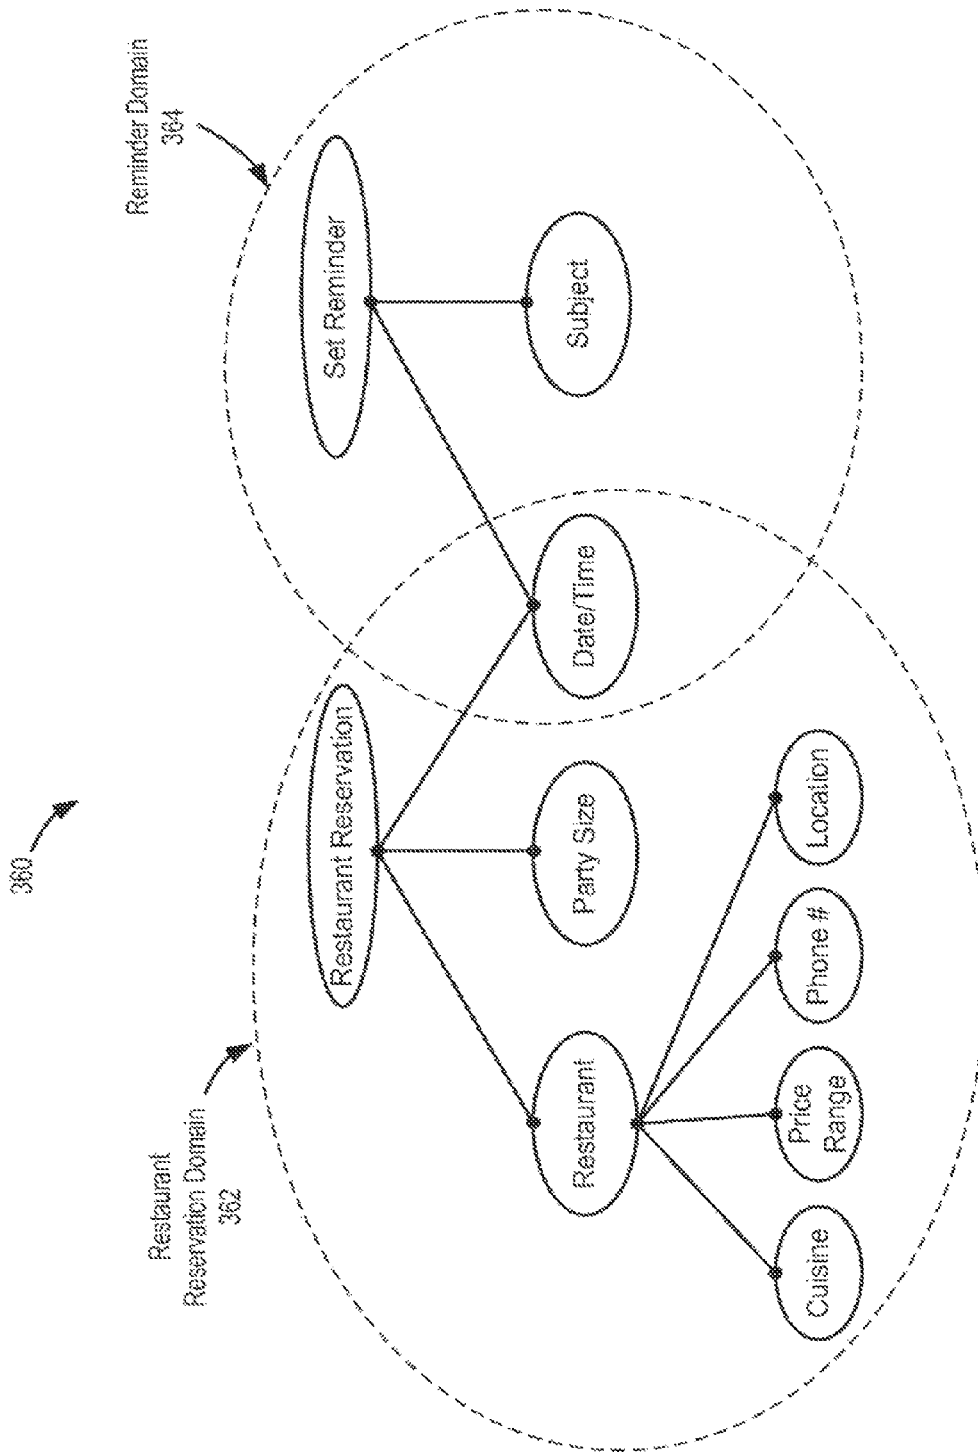 360
Restaurant
Reservation Domain
362
Reminder Domain
364
Restaurant Reservation
Set Reminder
Restaurant
Party Size
Date/Time
Subject
Cuisine
Price
Range
Phone #
Location